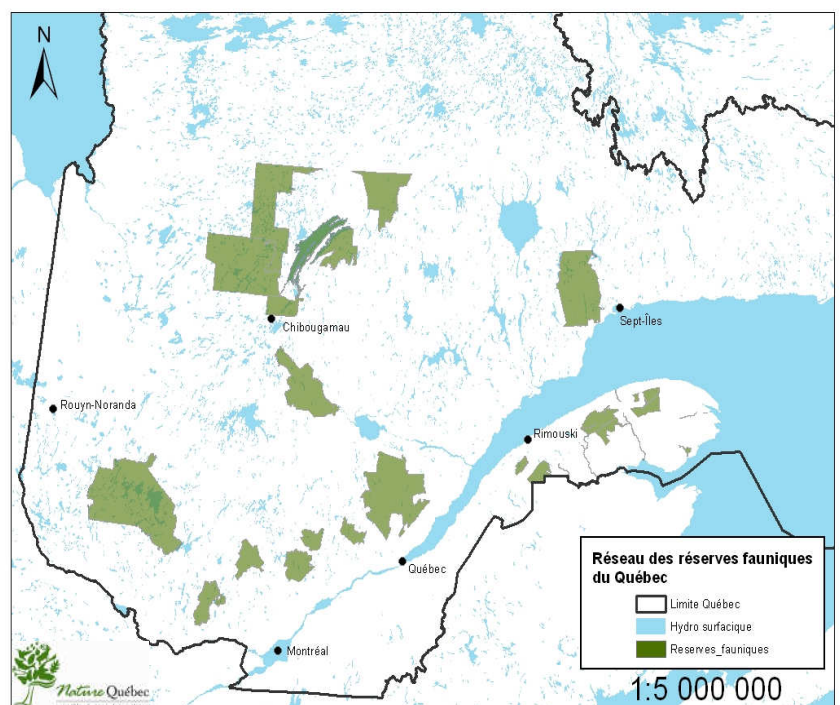 N
Chibougamau
Sept-Îles
Rouyn-Noranda
Rimouski
Québec
Montréal
Réseau des réserves fauniques
du Québec
Limite Québec
Hydro surfacique
Reserves_fauniques
Nature Québec
1:5 000 000